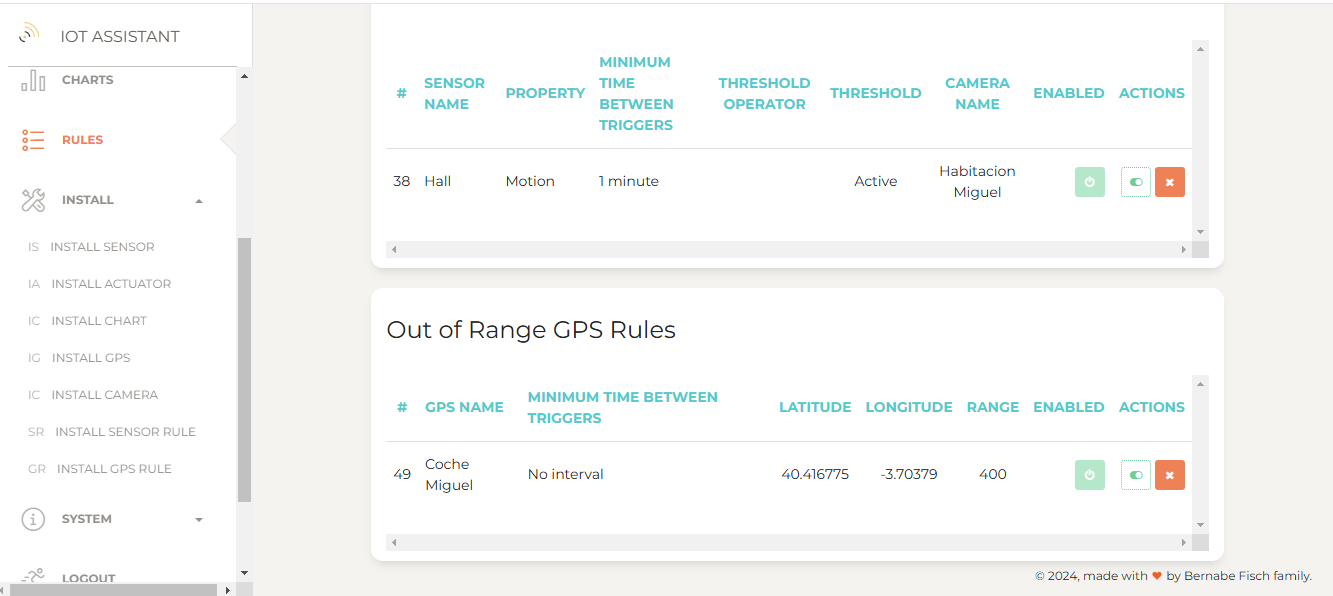 IOT ASSISTANT
CHARTS
RULES
INSTALL
IS INSTALL SENSOR
IA INSTALL ACTUATOR
IC INSTALL CHART
IG INSTALL GPS
IC INSTALL CAMERA
SR INSTALL SENSOR RULE
GR INSTALL GPS RULE
SYSTEM
LOGOUT
# SENSOR NAME PROPERTY MINIMUM TIME BETWEEN TRIGGERS THRESHOLD OPERATOR THRESHOLD CAMERA NAME ENABLED ACTIONS
38 Hall Motion 1 minute Active Habitacion Miguel
Out of Range GPS Rules
# GPS NAME MINIMUM TIME BETWEEN TRIGGERS LATITUDE LONGITUDE RANGE ENABLED ACTIONS
49 Coche Miguel No interval 40.416775 -3.70379 400
© 2024, made with ❤ by Bernabe Fisch family.